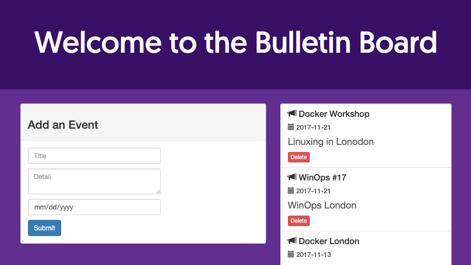 Welcome to the Bulletin Board
Add an Event
Title
Detail
mm/dd/yyyy
Submit
Docker Workshop
2017-11-21
Linuxing in Lonodon
Delete
WinOps #17
2017-11-21
WinOps London
Delete
Docker London
2017-11-13